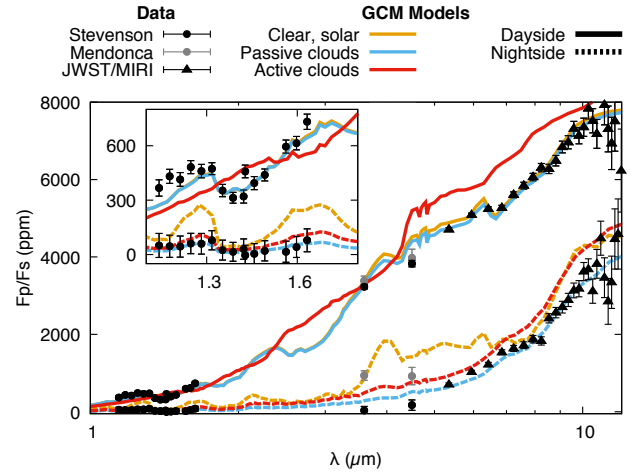 Data GCM Models
Stevenson Clear, solar Dayside
Mendonca Passive clouds Nightside
JWST/MIRI Active clouds
8000
6000
4000
2000
0
Fp/Fs (ppm)
600
300
0
1.3 1.6
1 10
λ (μm)